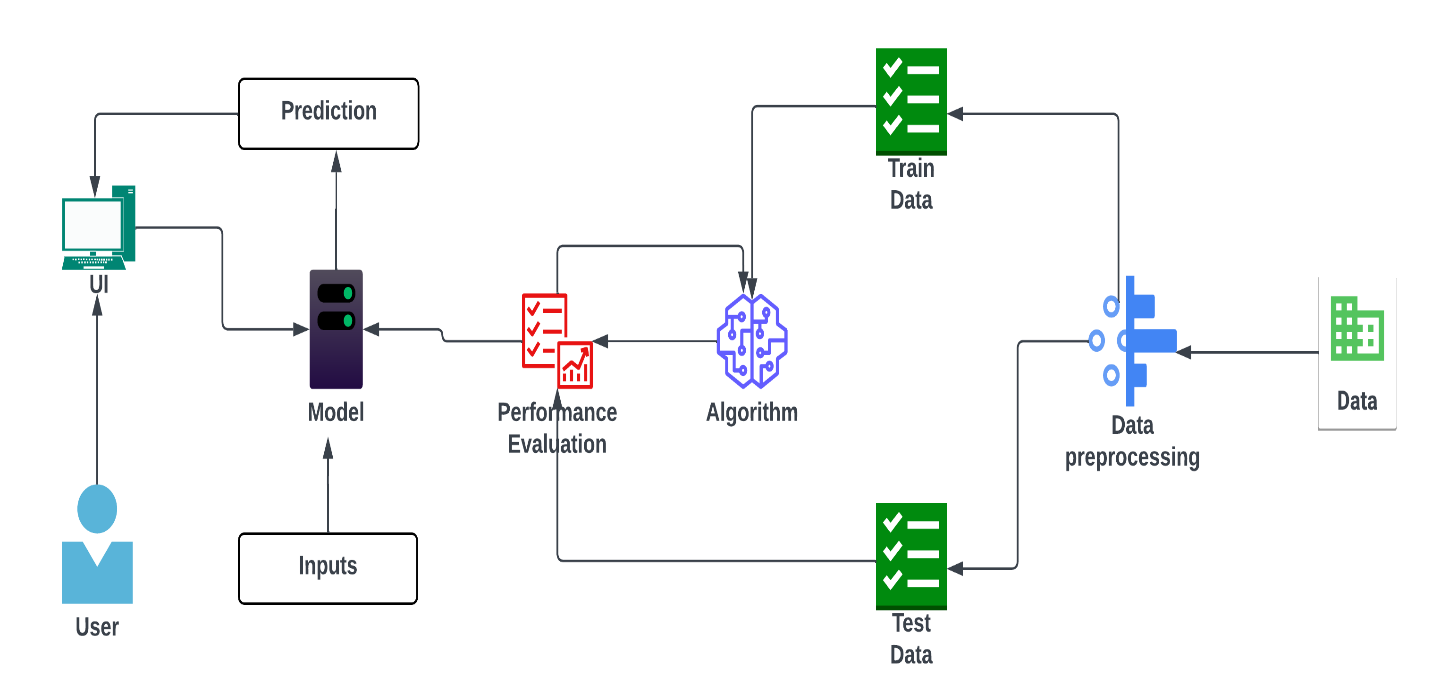 Prediction
Train
Data
UI
Data
Model
Performance
Evaluation
Algorithm
Data
preprocessing
Inputs
User
Test
Data